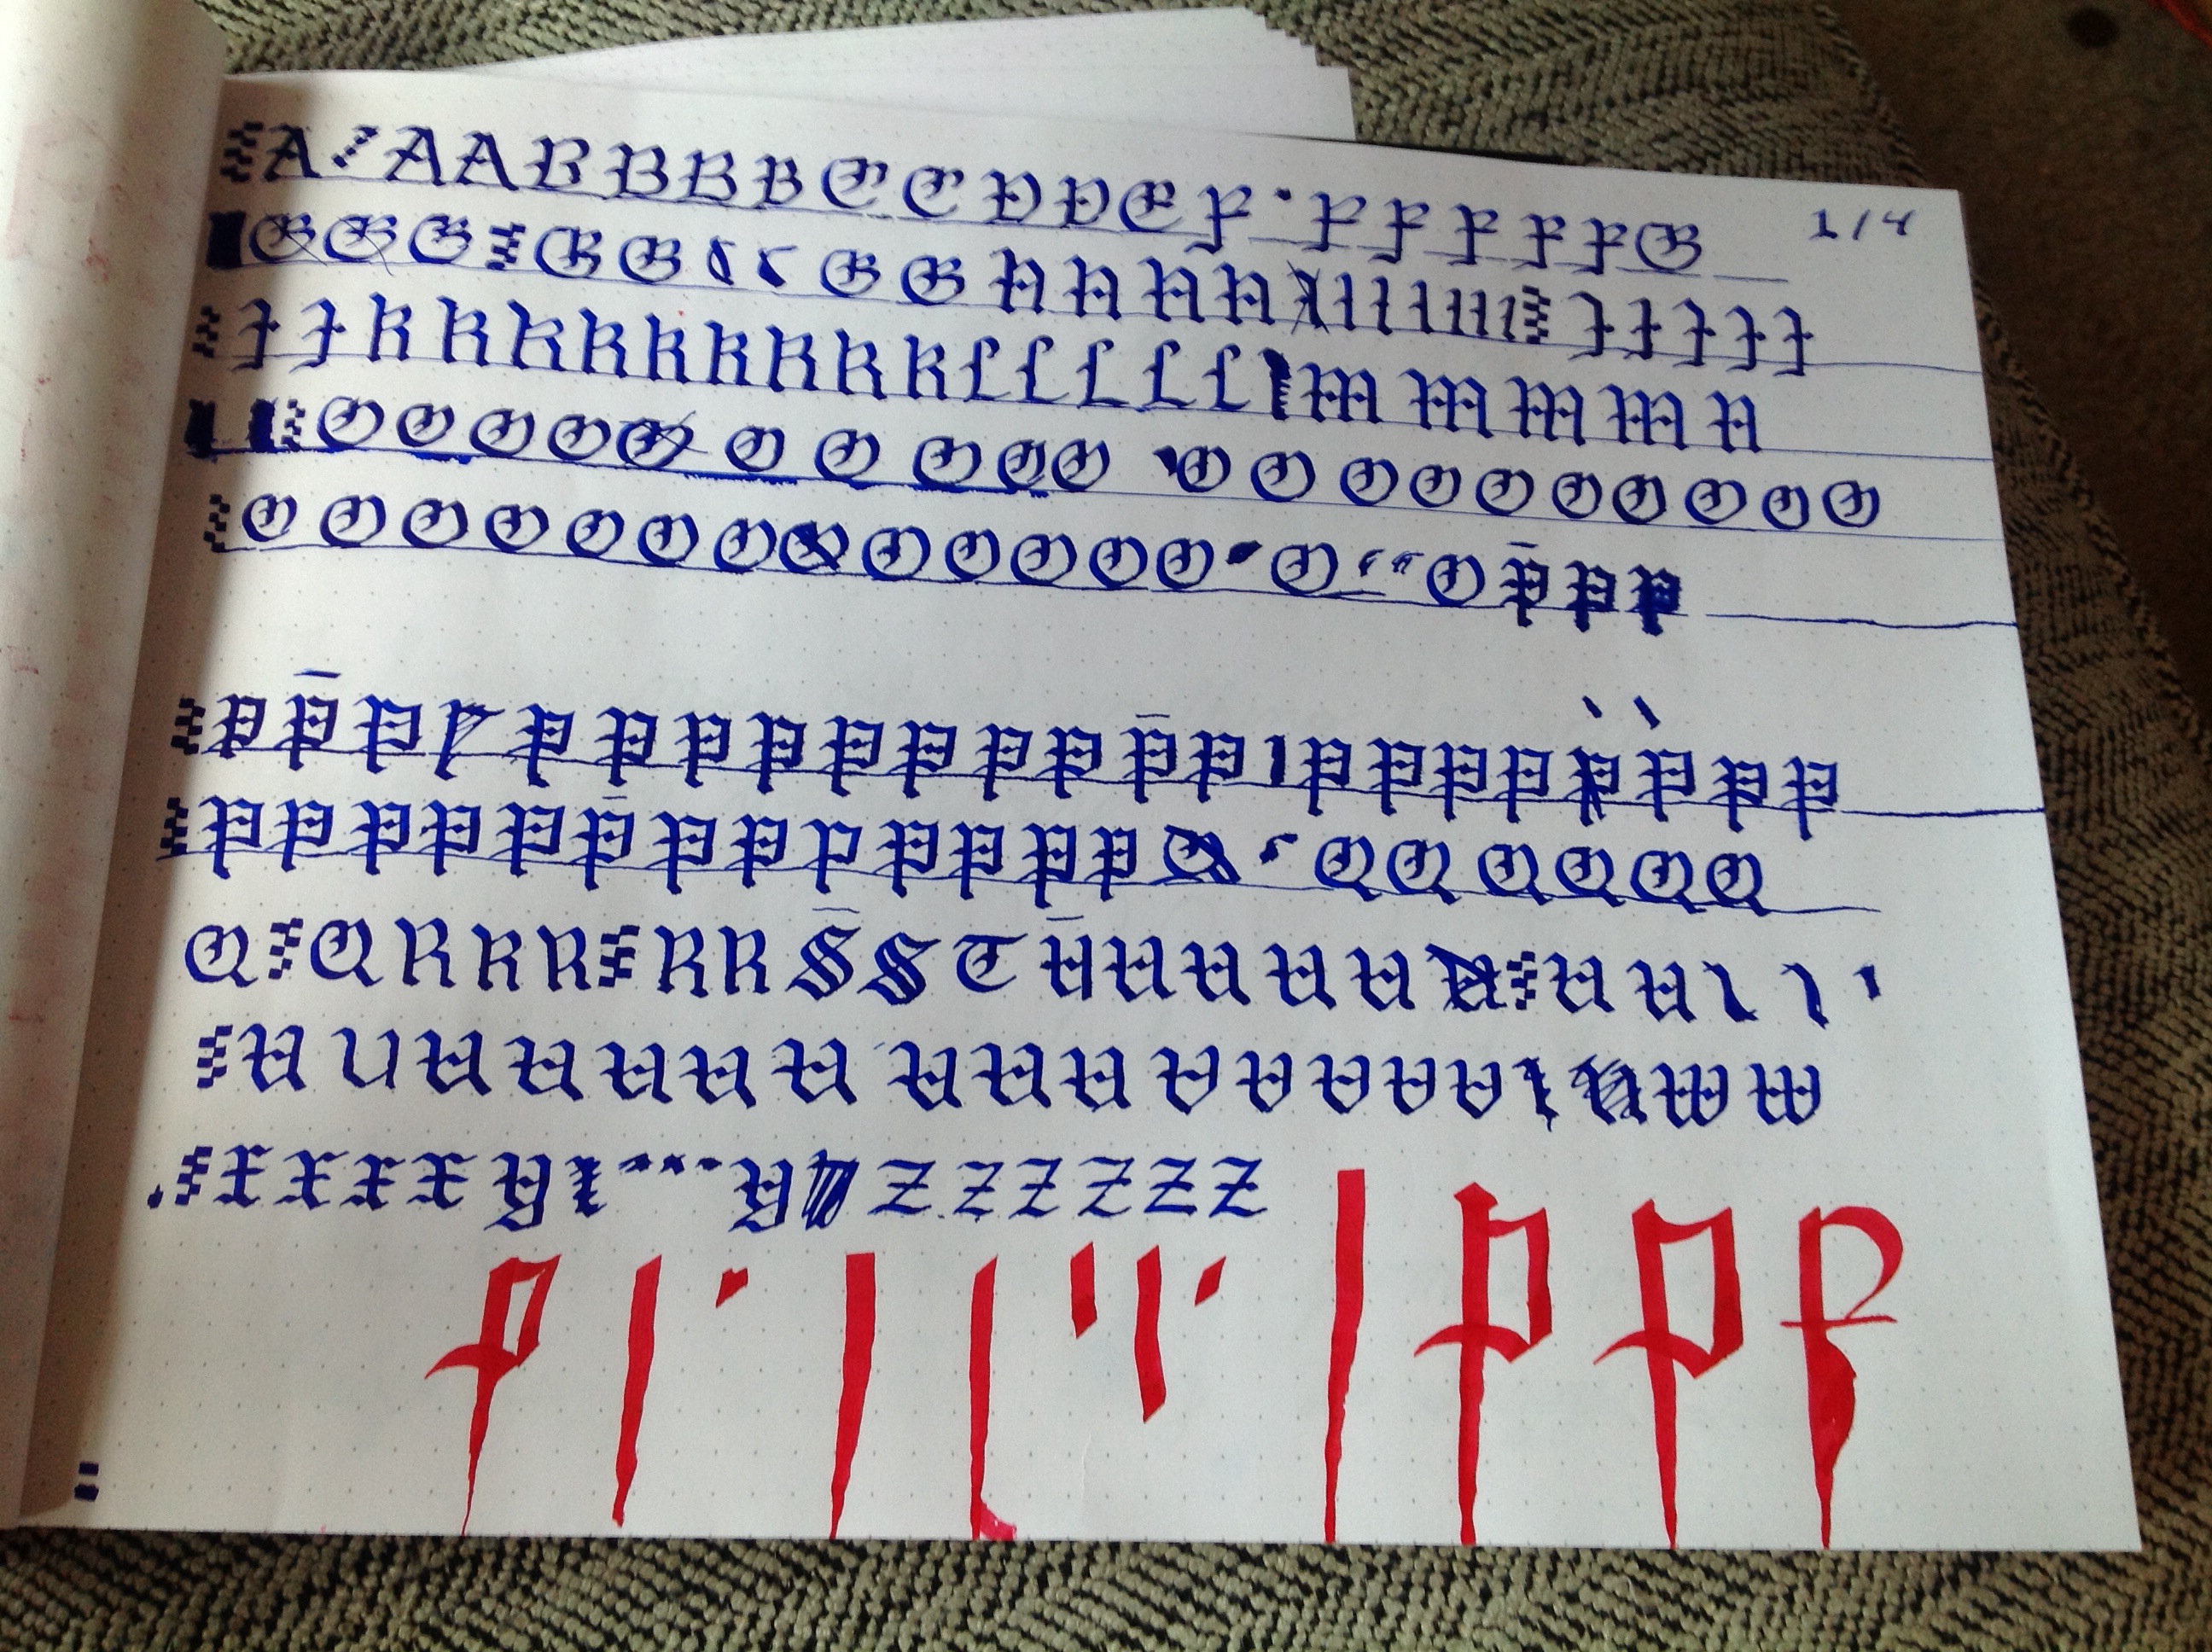 A A A B B B B C C D D E F F F F F F G
1/4
G G G G G G G H H H H I I I I I I J J J J J
J J K K K K K K K K K L L L L L M M M M N
O O O O O O O O O O O O O O O O O O O
O O O O O O O O O O O O O O O P P P
P P P P P P P P P P P P P P P P P P P P P
P P P P P P P P P P P P P Q Q Q Q Q Q
Q Q R R R R R S S T U U U U U U U
U U U U U U U U U U V V V V V W W
X X X X Y Y Z Z Z Z Z Z
P P P P